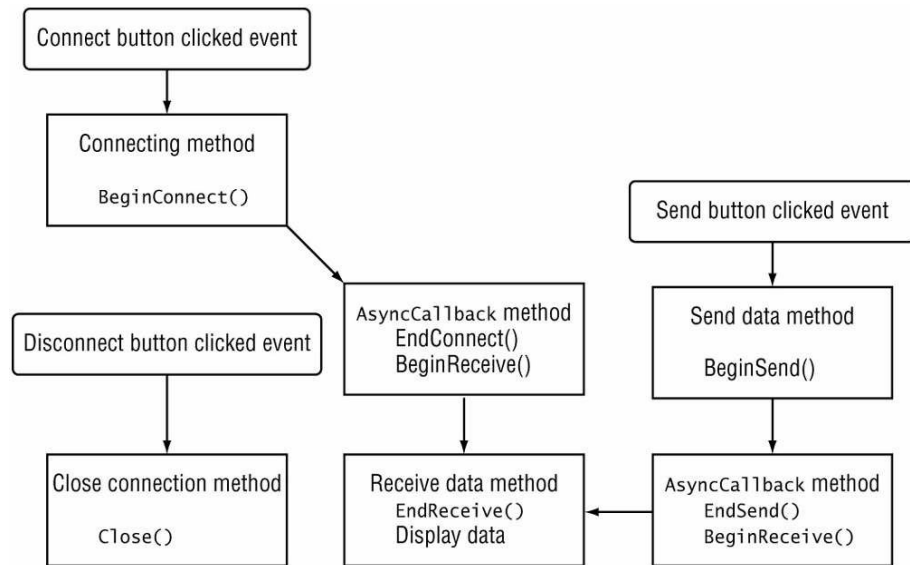 Connect button clicked event
Connecting method
BeginConnect()
Send button clicked event
AsyncCallback method
EndConnect()
BeginReceive()
Send data method
BeginSend()
Disconnect button clicked event
Close connection method
Close()
Receive data method
EndReceive()
Display data
AsyncCallback method
EndSend()
BeginReceive()